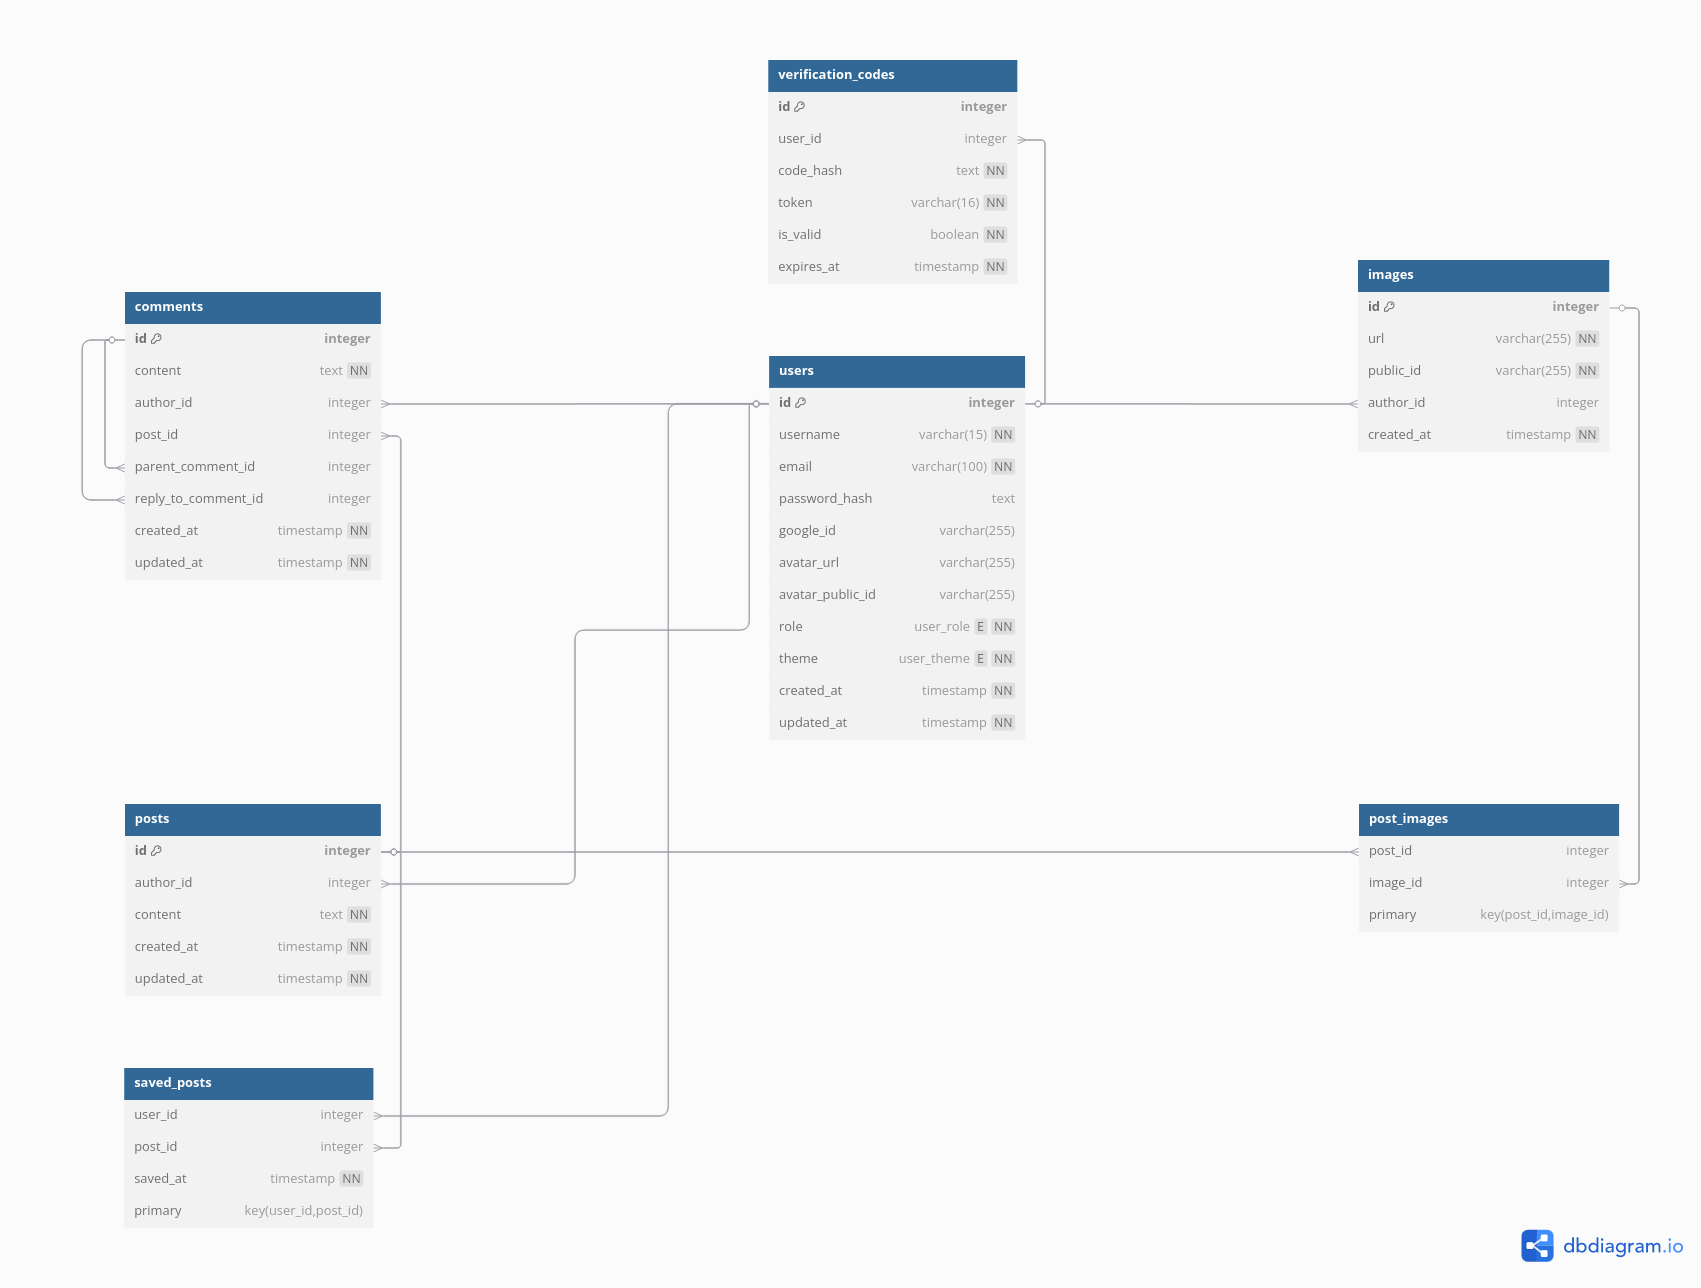 verification_codes
id integer
user_id integer
code_hash text NN
token varchar(16) NN
is_valid boolean NN
expires_at timestamp NN
images
id integer
url varchar(255) NN
public_id varchar(255) NN
author_id integer
created_at timestamp NN
comments
id integer
content text NN
author_id integer
post_id integer
parent_comment_id integer
reply_to_comment_id integer
created_at timestamp NN
updated_at timestamp NN
users
id integer
username varchar(15) NN
email varchar(100) NN
password_hash text
google_id varchar(255)
avatar_url varchar(255)
avatar_public_id varchar(255)
role user_role E NN
theme user_theme E NN
created_at timestamp NN
updated_at timestamp NN
posts
id integer
author_id integer
content text NN
created_at timestamp NN
updated_at timestamp NN
post_images
post_id integer
image_id integer
primary key(post_id,image_id)
saved_posts
user_id integer
post_id integer
saved_at timestamp NN
primary key(user_id,post_id)
dbdiagram.io